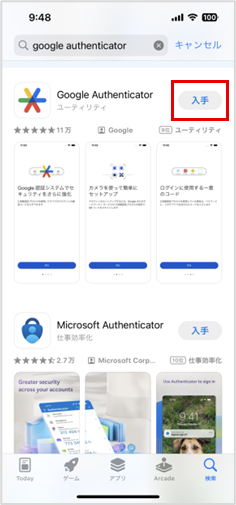 9:48
100
google authenticator
キャンセル
Google Authenticator
ユーティリティ
入手
11万
Google
9位
ユーティリティ
Google 認証システムでセキュリティをさらに強化
カメラを使って簡単にセットアップ
ログインに使用する一意のコード
Microsoft Authenticator
仕事効率化
入手
2.7万
Microsoft Corp...
10位
仕事効率化
Greater security
across your accounts
Use Authenticator to sign in
Today
ゲーム
アプリ
Arcade
検索